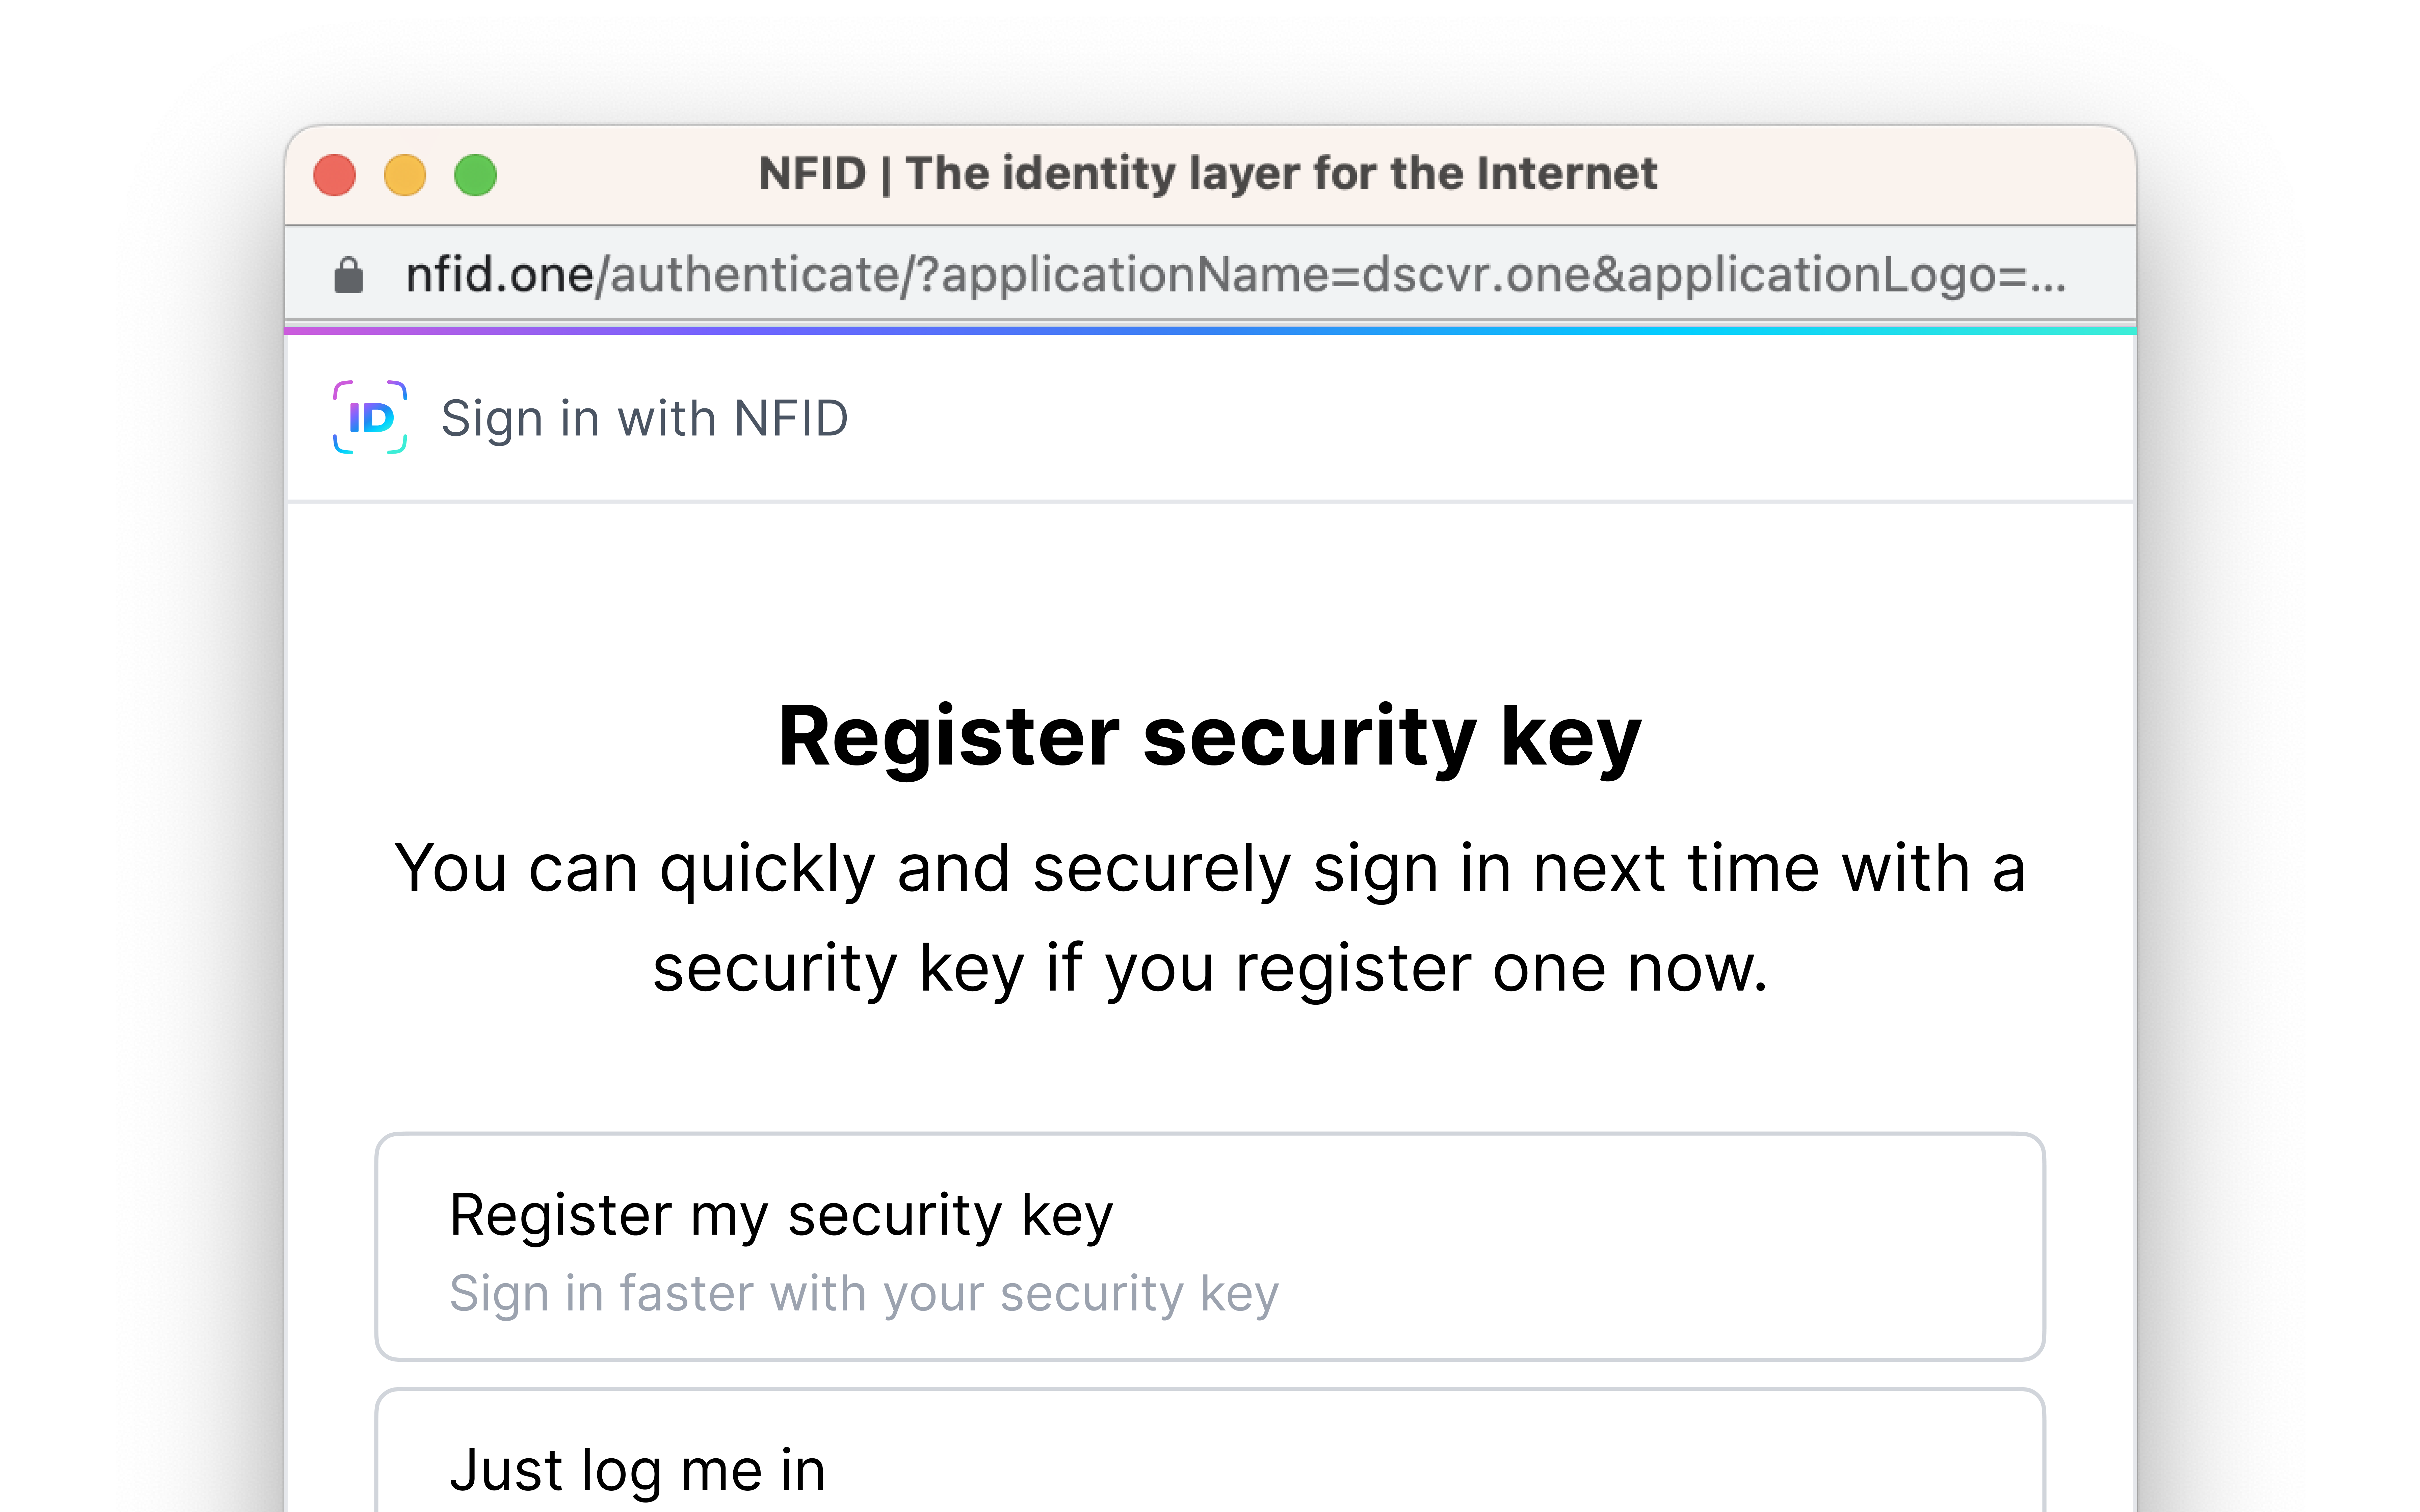 NFID | The identity layer for the Internet
nfid.one/authenticate/?applicationName=dscvr.one&applicationLogo=...
ID Sign in with NFID
Register security key
You can quickly and securely sign in next time with a
security key if you register one now.
Register my security key
Sign in faster with your security key
Just log me in